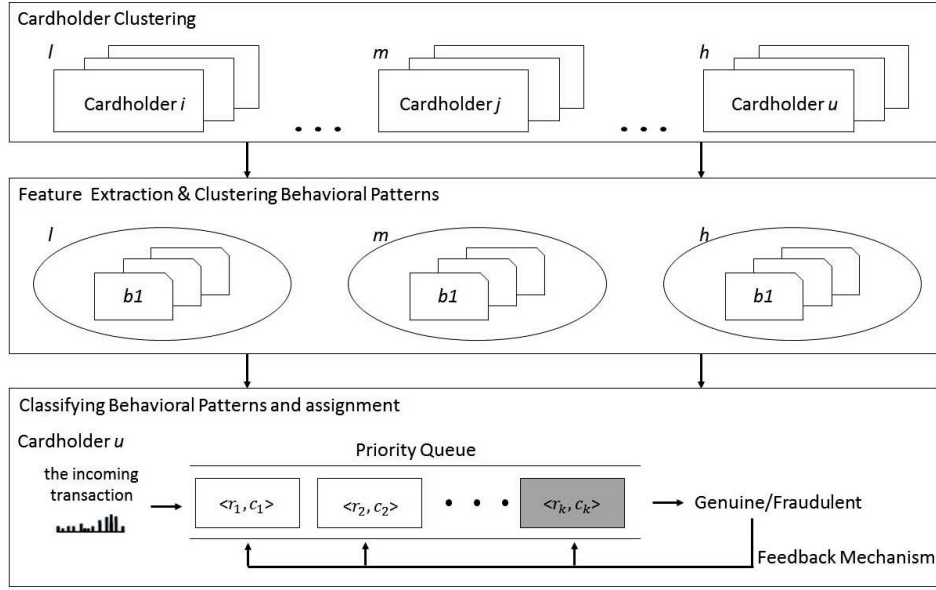 Cardholder Clustering
l m h
Cardholder i Cardholder j Cardholder u
Feature Extraction & Clustering Behavioral Patterns
l m h
b1 b1 b1
Classifying Behavioral Patterns and assignment
Cardholder u
Priority Queue
the incoming
transaction
<r₁, c₁> <r₂, c₂> <rₖ, cₖ> Genuine/Fraudulent
Feedback Mechanism